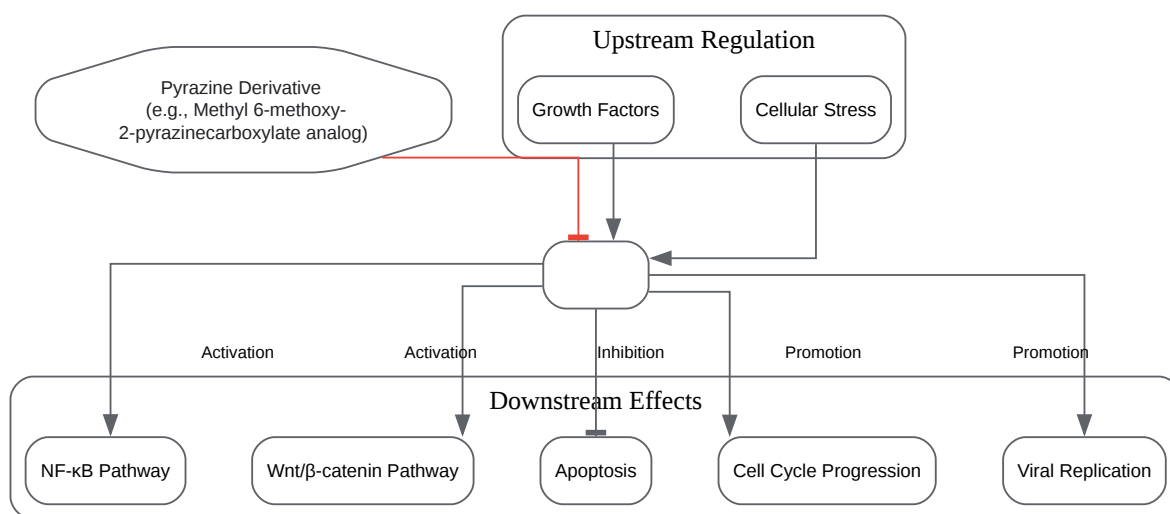 Upstream Regulation
Pyrazine Derivative
(e.g., Methyl 6-methoxy-
2-pyrazinecarboxylate analog)
Growth Factors
Cellular Stress
Activation
Activation
Inhibition
Promotion
Promotion
Downstream Effects
NF-κB Pathway
Wnt/β-catenin Pathway
Apoptosis
Cell Cycle Progression
Viral Replication